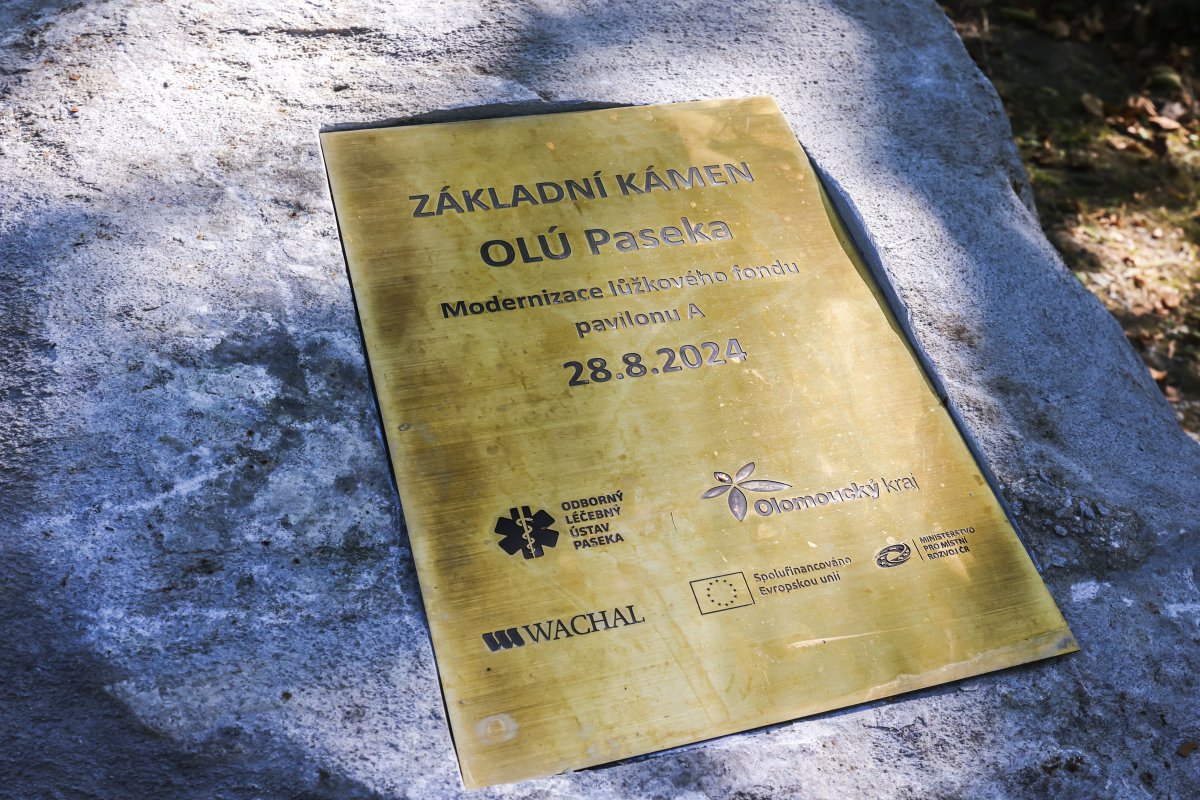 ZÁKLADNÍ KÁMEN
OLÚ Paseka
Modernizace lůžkového fondu
pavilonu A
28.8.2024
ODBORNÝ
LÉČEBNÝ
ÚSTAV
PASEKA
Olomoucký kraj
Spolufinancováno
Evropskou unií
MINISTERSTVO
PRO MÍSTNÍ
ROZVOJ ČR
WACHAL